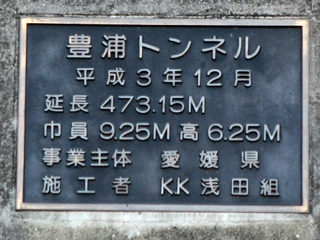 豊浦トンネル
平成3年12月
延長 473.15M
巾員 9.25M 高 6.25M
事業主体 愛媛県
施工者 KK浅田組